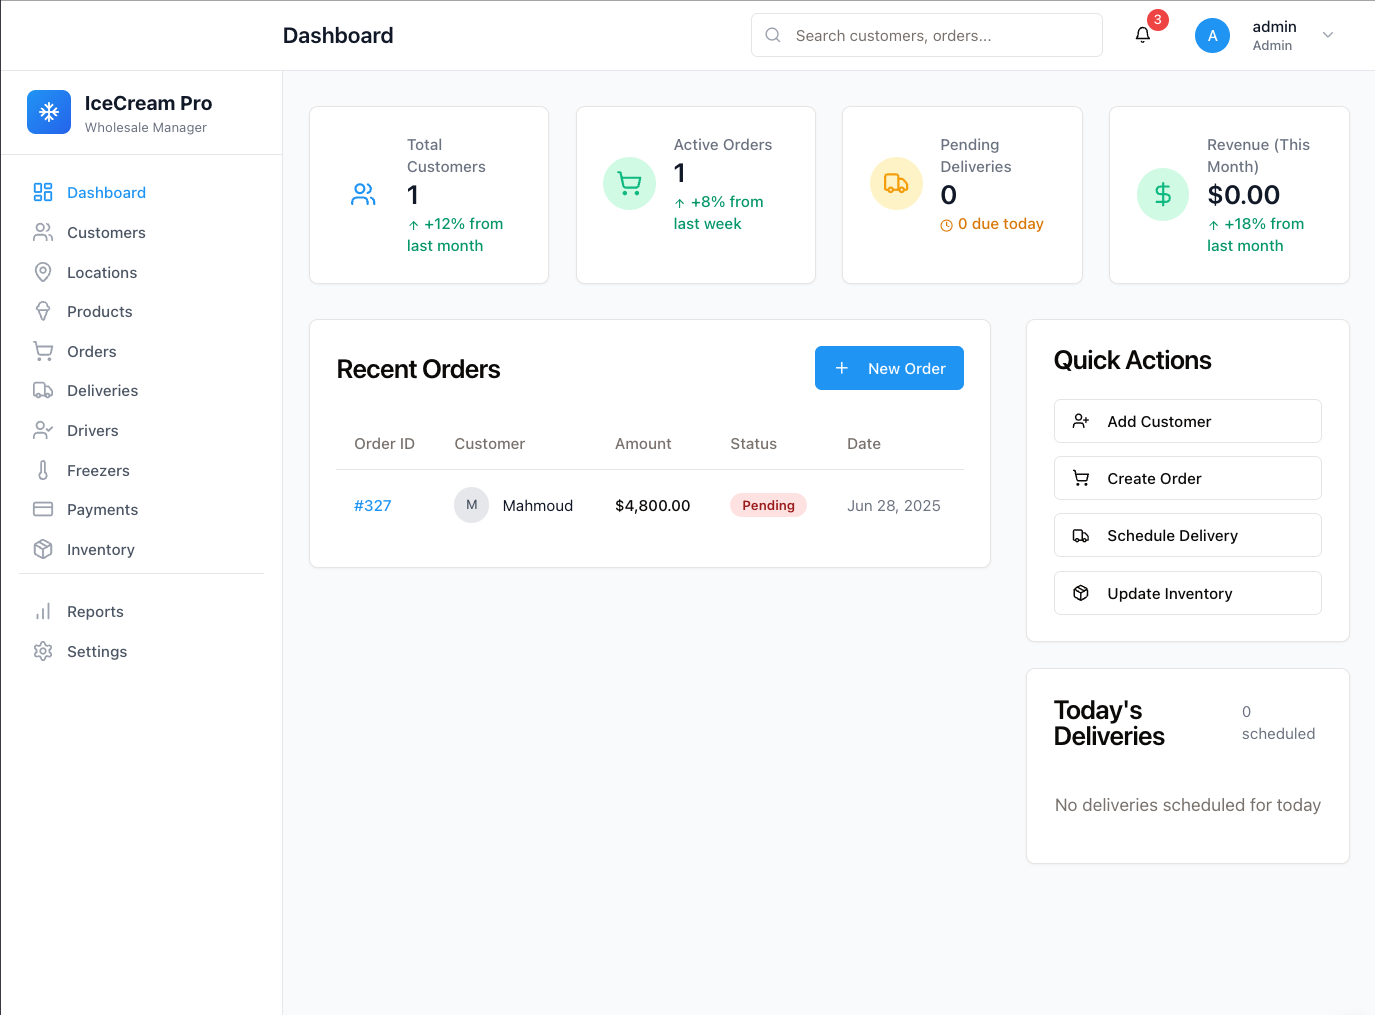 Dashboard
Search customers, orders...
3
A
admin
Admin
IceCream Pro
Wholesale Manager
Dashboard
Customers
Locations
Products
Orders
Deliveries
Drivers
Freezers
Payments
Inventory
Reports
Settings
Total
Customers
1
+12% from
last month
Active Orders
1
+8% from
last week
Pending
Deliveries
0
0 due today
Revenue (This
Month)
$0.00
+18% from
last month
Recent Orders
New Order
Order ID Customer Amount Status Date
#327 M Mahmoud $4,800.00 Pending Jun 28, 2025
Quick Actions
Add Customer
Create Order
Schedule Delivery
Update Inventory
Today's
Deliveries
0
scheduled
No deliveries scheduled for today